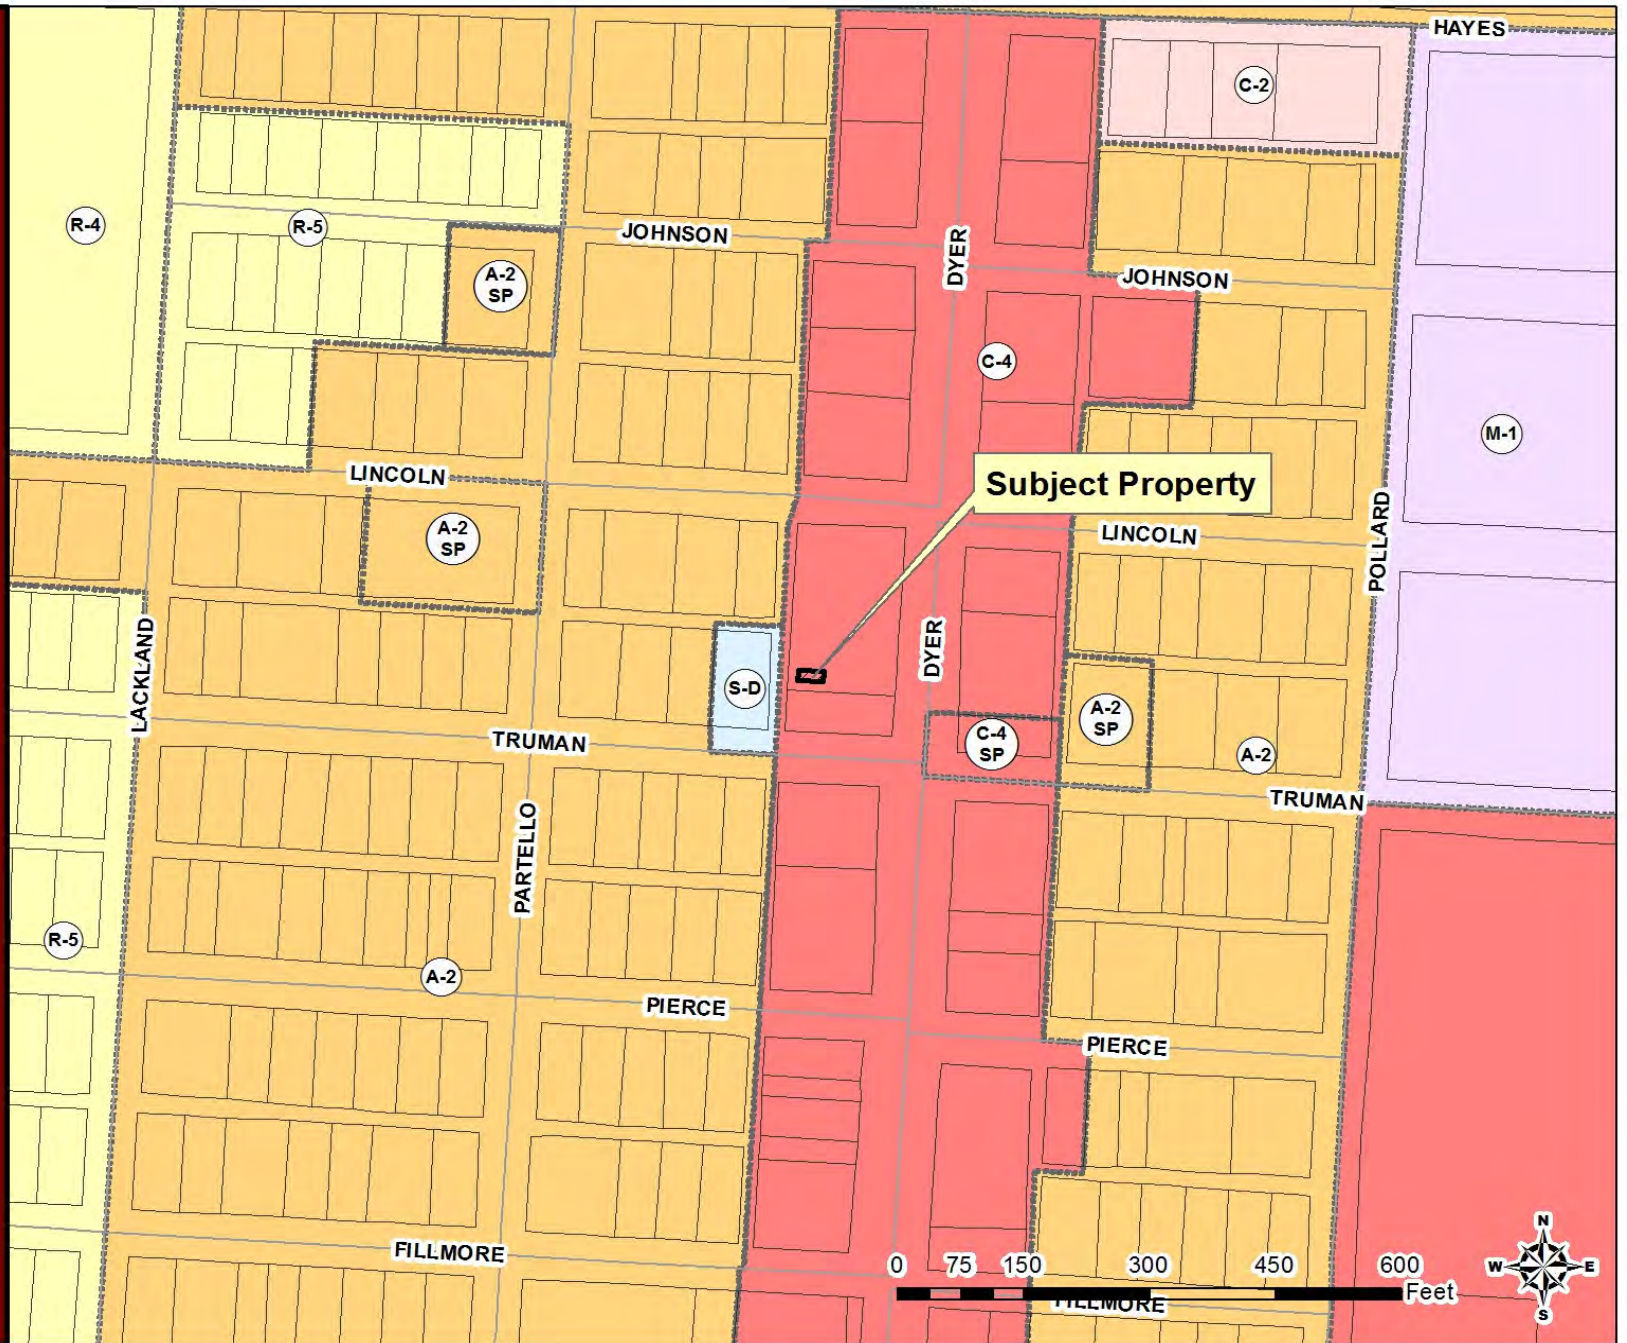 HAYES
C-2
R-4
R-5
JOHNSON
DYER
A-2
SP
JOHNSON
C-4
M-1
LINCOLN
Subject Property
A-2
SP
LINCOLN
POLLARD
LACKLAND
DYER
S-D
A-2
SP
TRUMAN
C-4
SP
A-2
TRUMAN
PARTELLO
R-5
A-2
PIERCE
PIERCE
FILLMORE
N
W E
S
0 75 150 300 450 600
Feet
FILLMORE